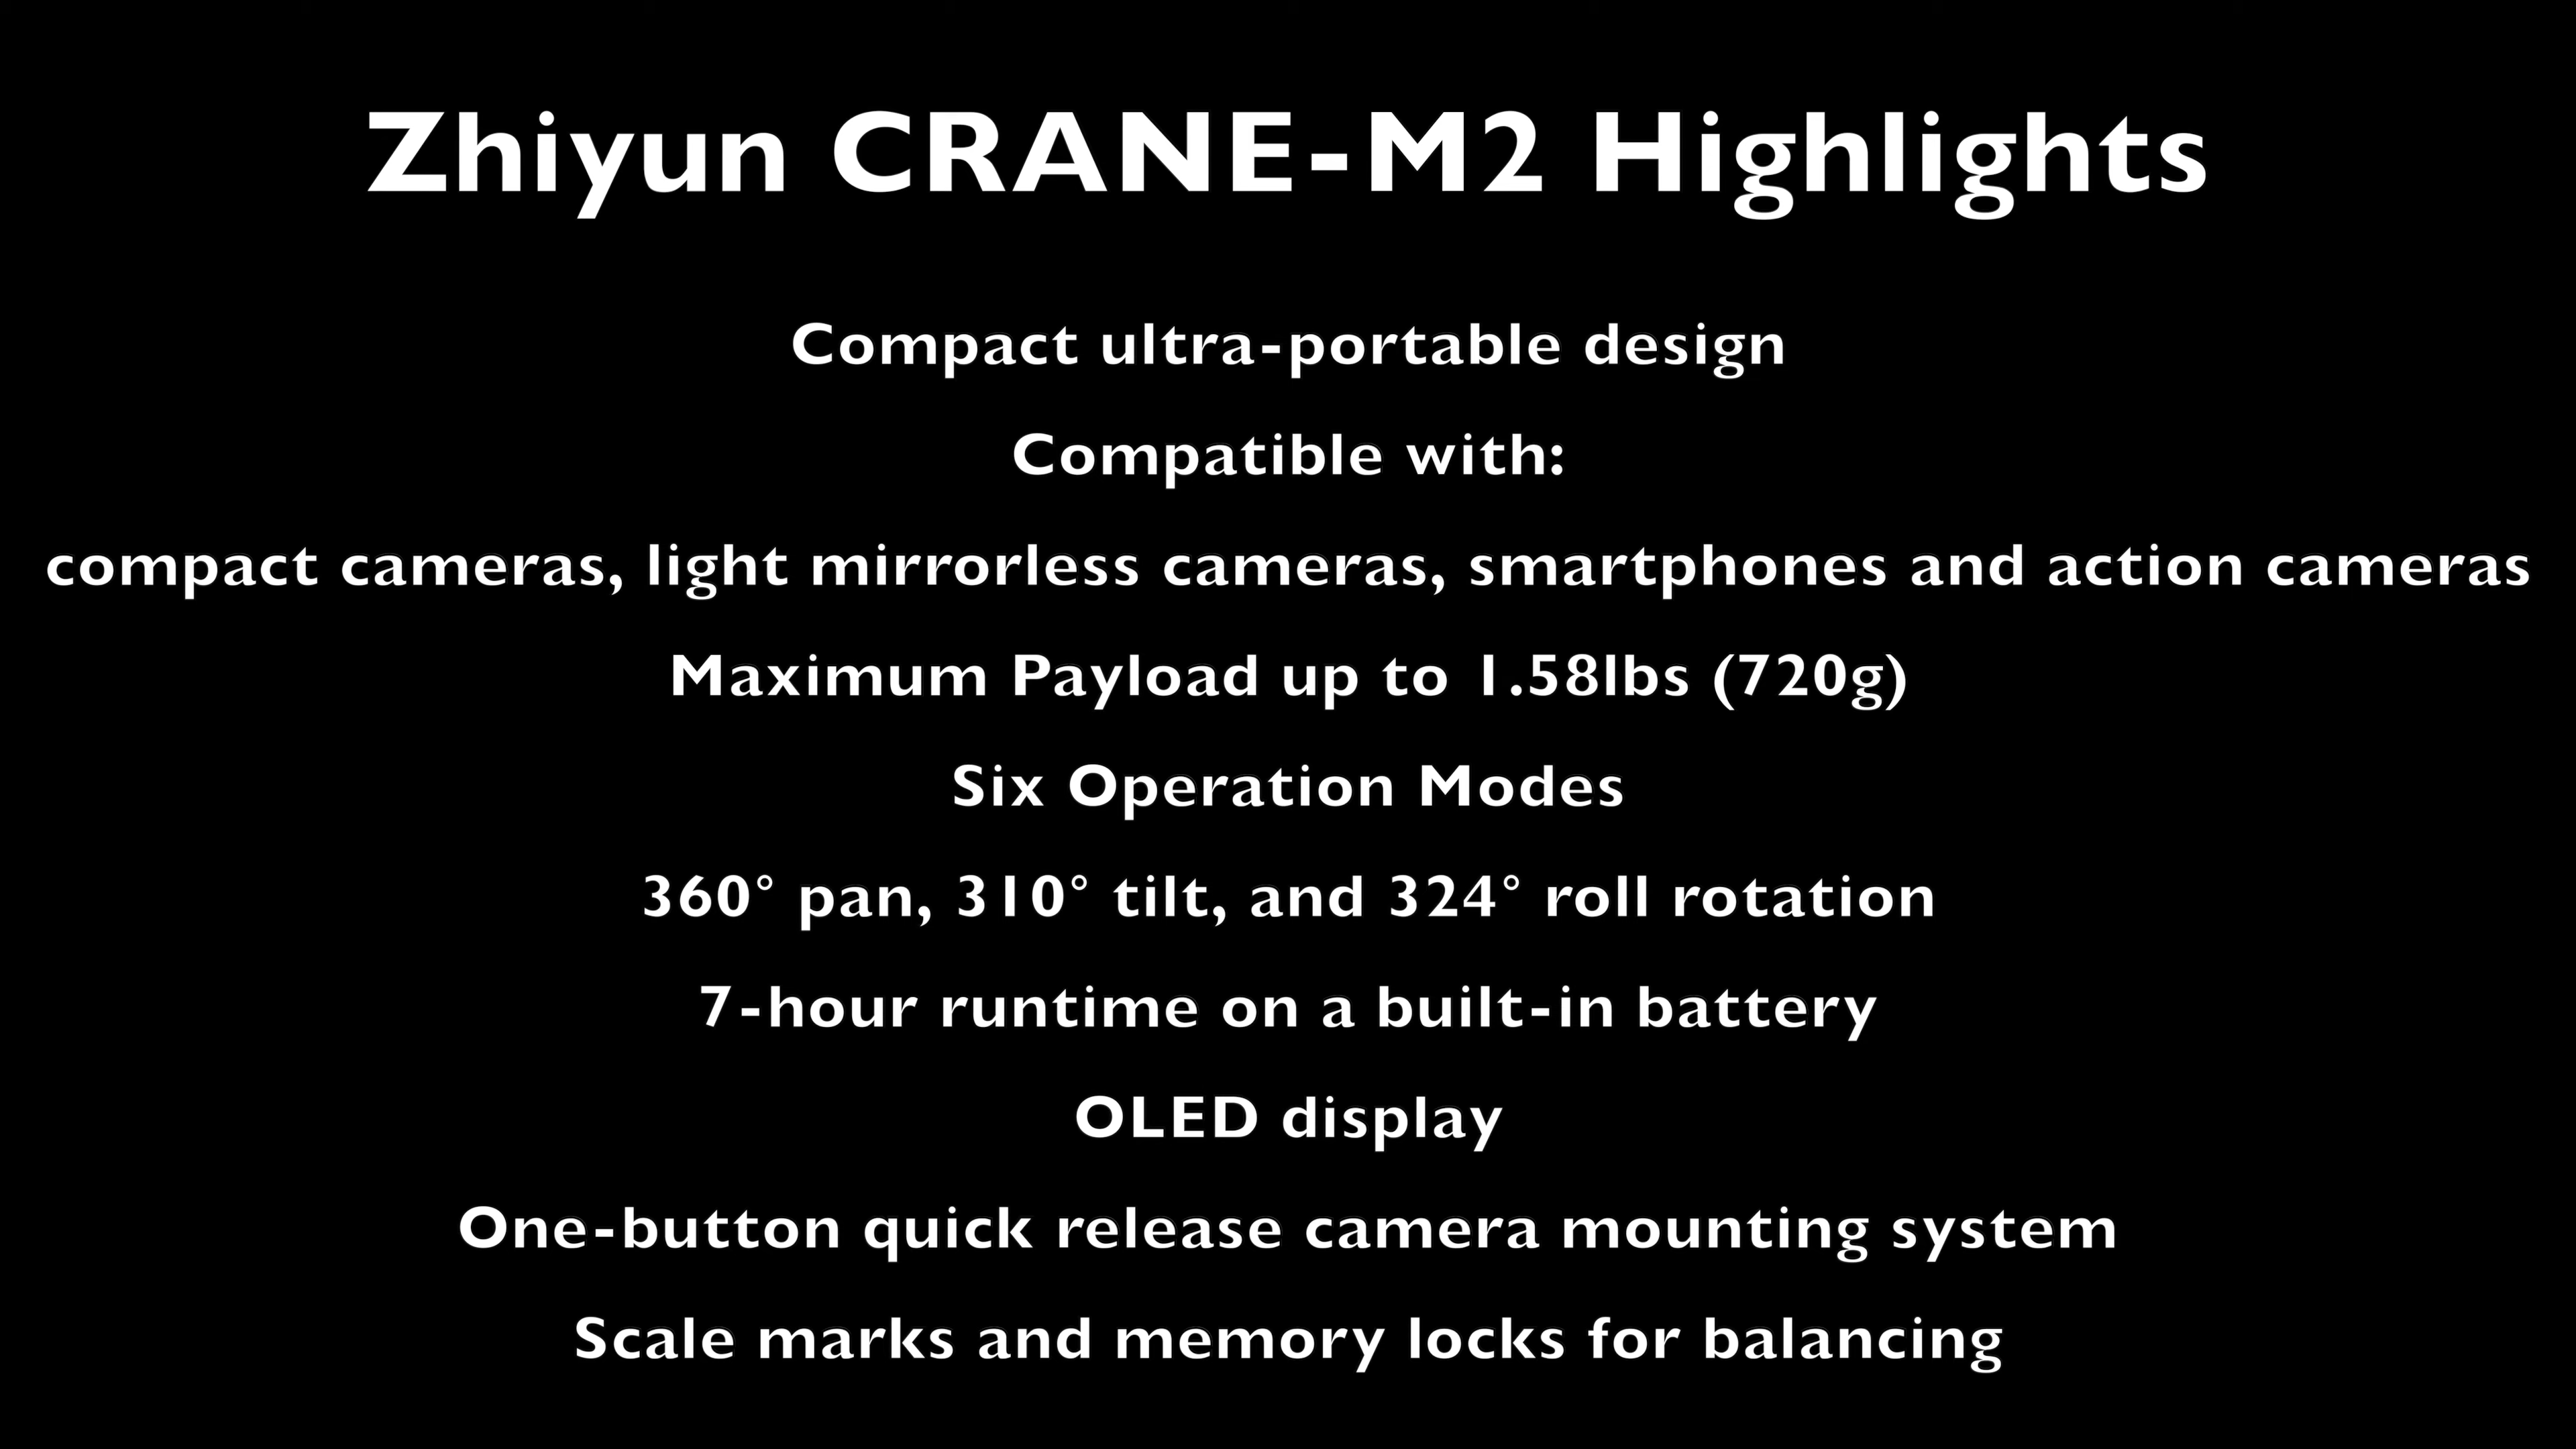 Zhiyun CRANE-M2 Highlights
Compact ultra-portable design
Compatible with:
compact cameras, light mirrorless cameras, smartphones and action cameras
Maximum Payload up to 1.58lbs (720g)
Six Operation Modes
360° pan, 310° tilt, and 324° roll rotation
7-hour runtime on a built-in battery
OLED display
One-button quick release camera mounting system
Scale marks and memory locks for balancing